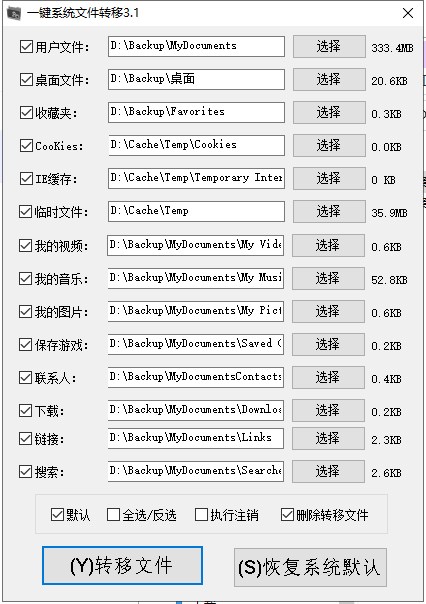 一键系统文件转移3.1
用户文件: D:\Backup\MyDocuments 选择 333.4MB
桌面文件: D:\Backup\桌面 选择 20.6KB
收藏夹: D:\Backup\Favorites 选择 0.3KB
CooKies: D:\Cache\Temp\Cookies 选择 0.0KB
IE缓存: D:\Cache\Temp\Temporary Inter 选择 0 KB
临时文件: D:\Cache\Temp 选择 35.9MB
我的视频: D:\Backup\MyDocuments\My Vide 选择 0.6KB
我的音乐: D:\Backup\MyDocuments\My Musi 选择 52.8KB
我的图片: D:\Backup\MyDocuments\My Pict 选择 0.6KB
保存游戏: D:\Backup\MyDocuments\Saved G 选择 0.2KB
联系人: D:\Backup\MyDocumentsContacts 选择 0.4KB
下载: D:\Backup\MyDocuments\Downloa 选择 0.2KB
链接: D:\Backup\MyDocuments\Links 选择 2.3KB
搜索: D:\Backup\MyDocuments\Searche 选择 2.6KB
默认 全选/反选 执行注销 删除转移文件
(Y)转移文件 (S)恢复系统默认